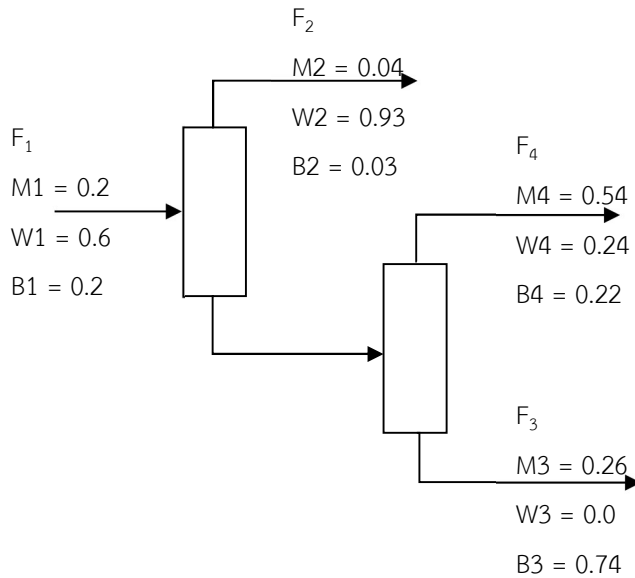 F₂
M2 = 0.04
W2 = 0.93
B2 = 0.03
F₁
M1 = 0.2
W1 = 0.6
B1 = 0.2
F₄
M4 = 0.54
W4 = 0.24
B4 = 0.22
F₃
M3 = 0.26
W3 = 0.0
B3 = 0.74